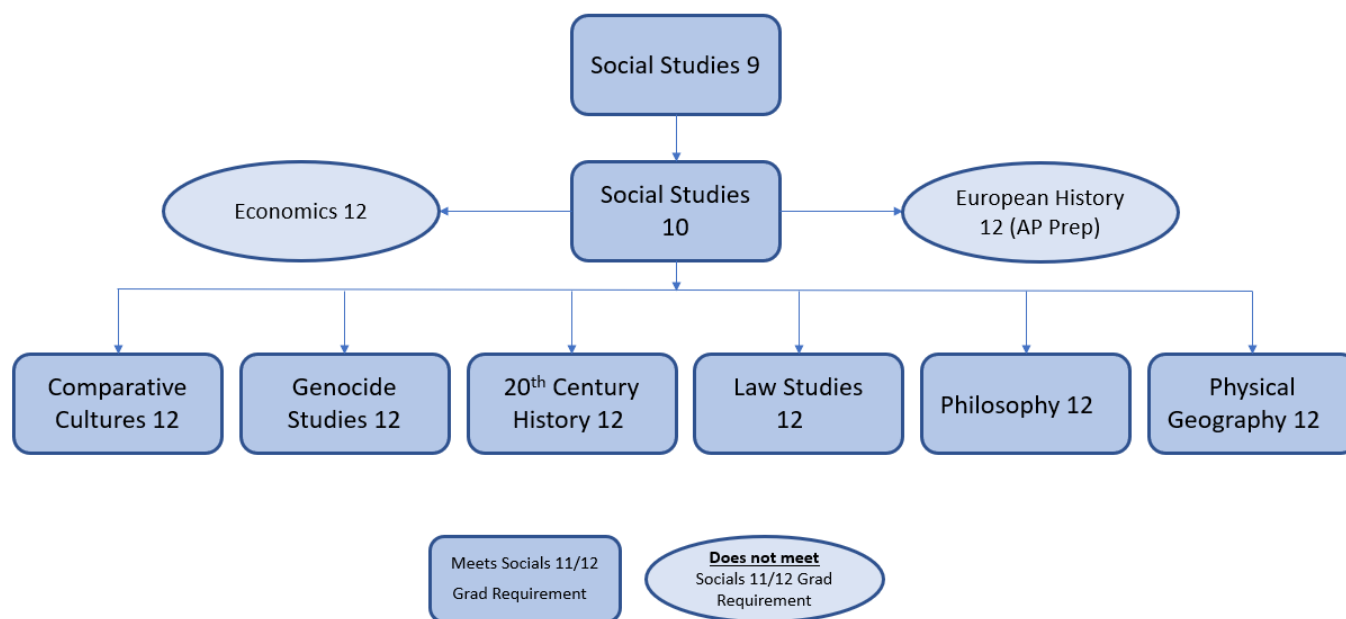 Social Studies 9
Economics 12
Social Studies
10
European History
12 (AP Prep)
Comparative
Cultures 12
Genocide
Studies 12
20th Century
History 12
Law Studies
12
Philosophy 12
Physical
Geography 12
Meets Socials 11/12
Grad Requirement
Does not meet
Socials 11/12 Grad
Requirement